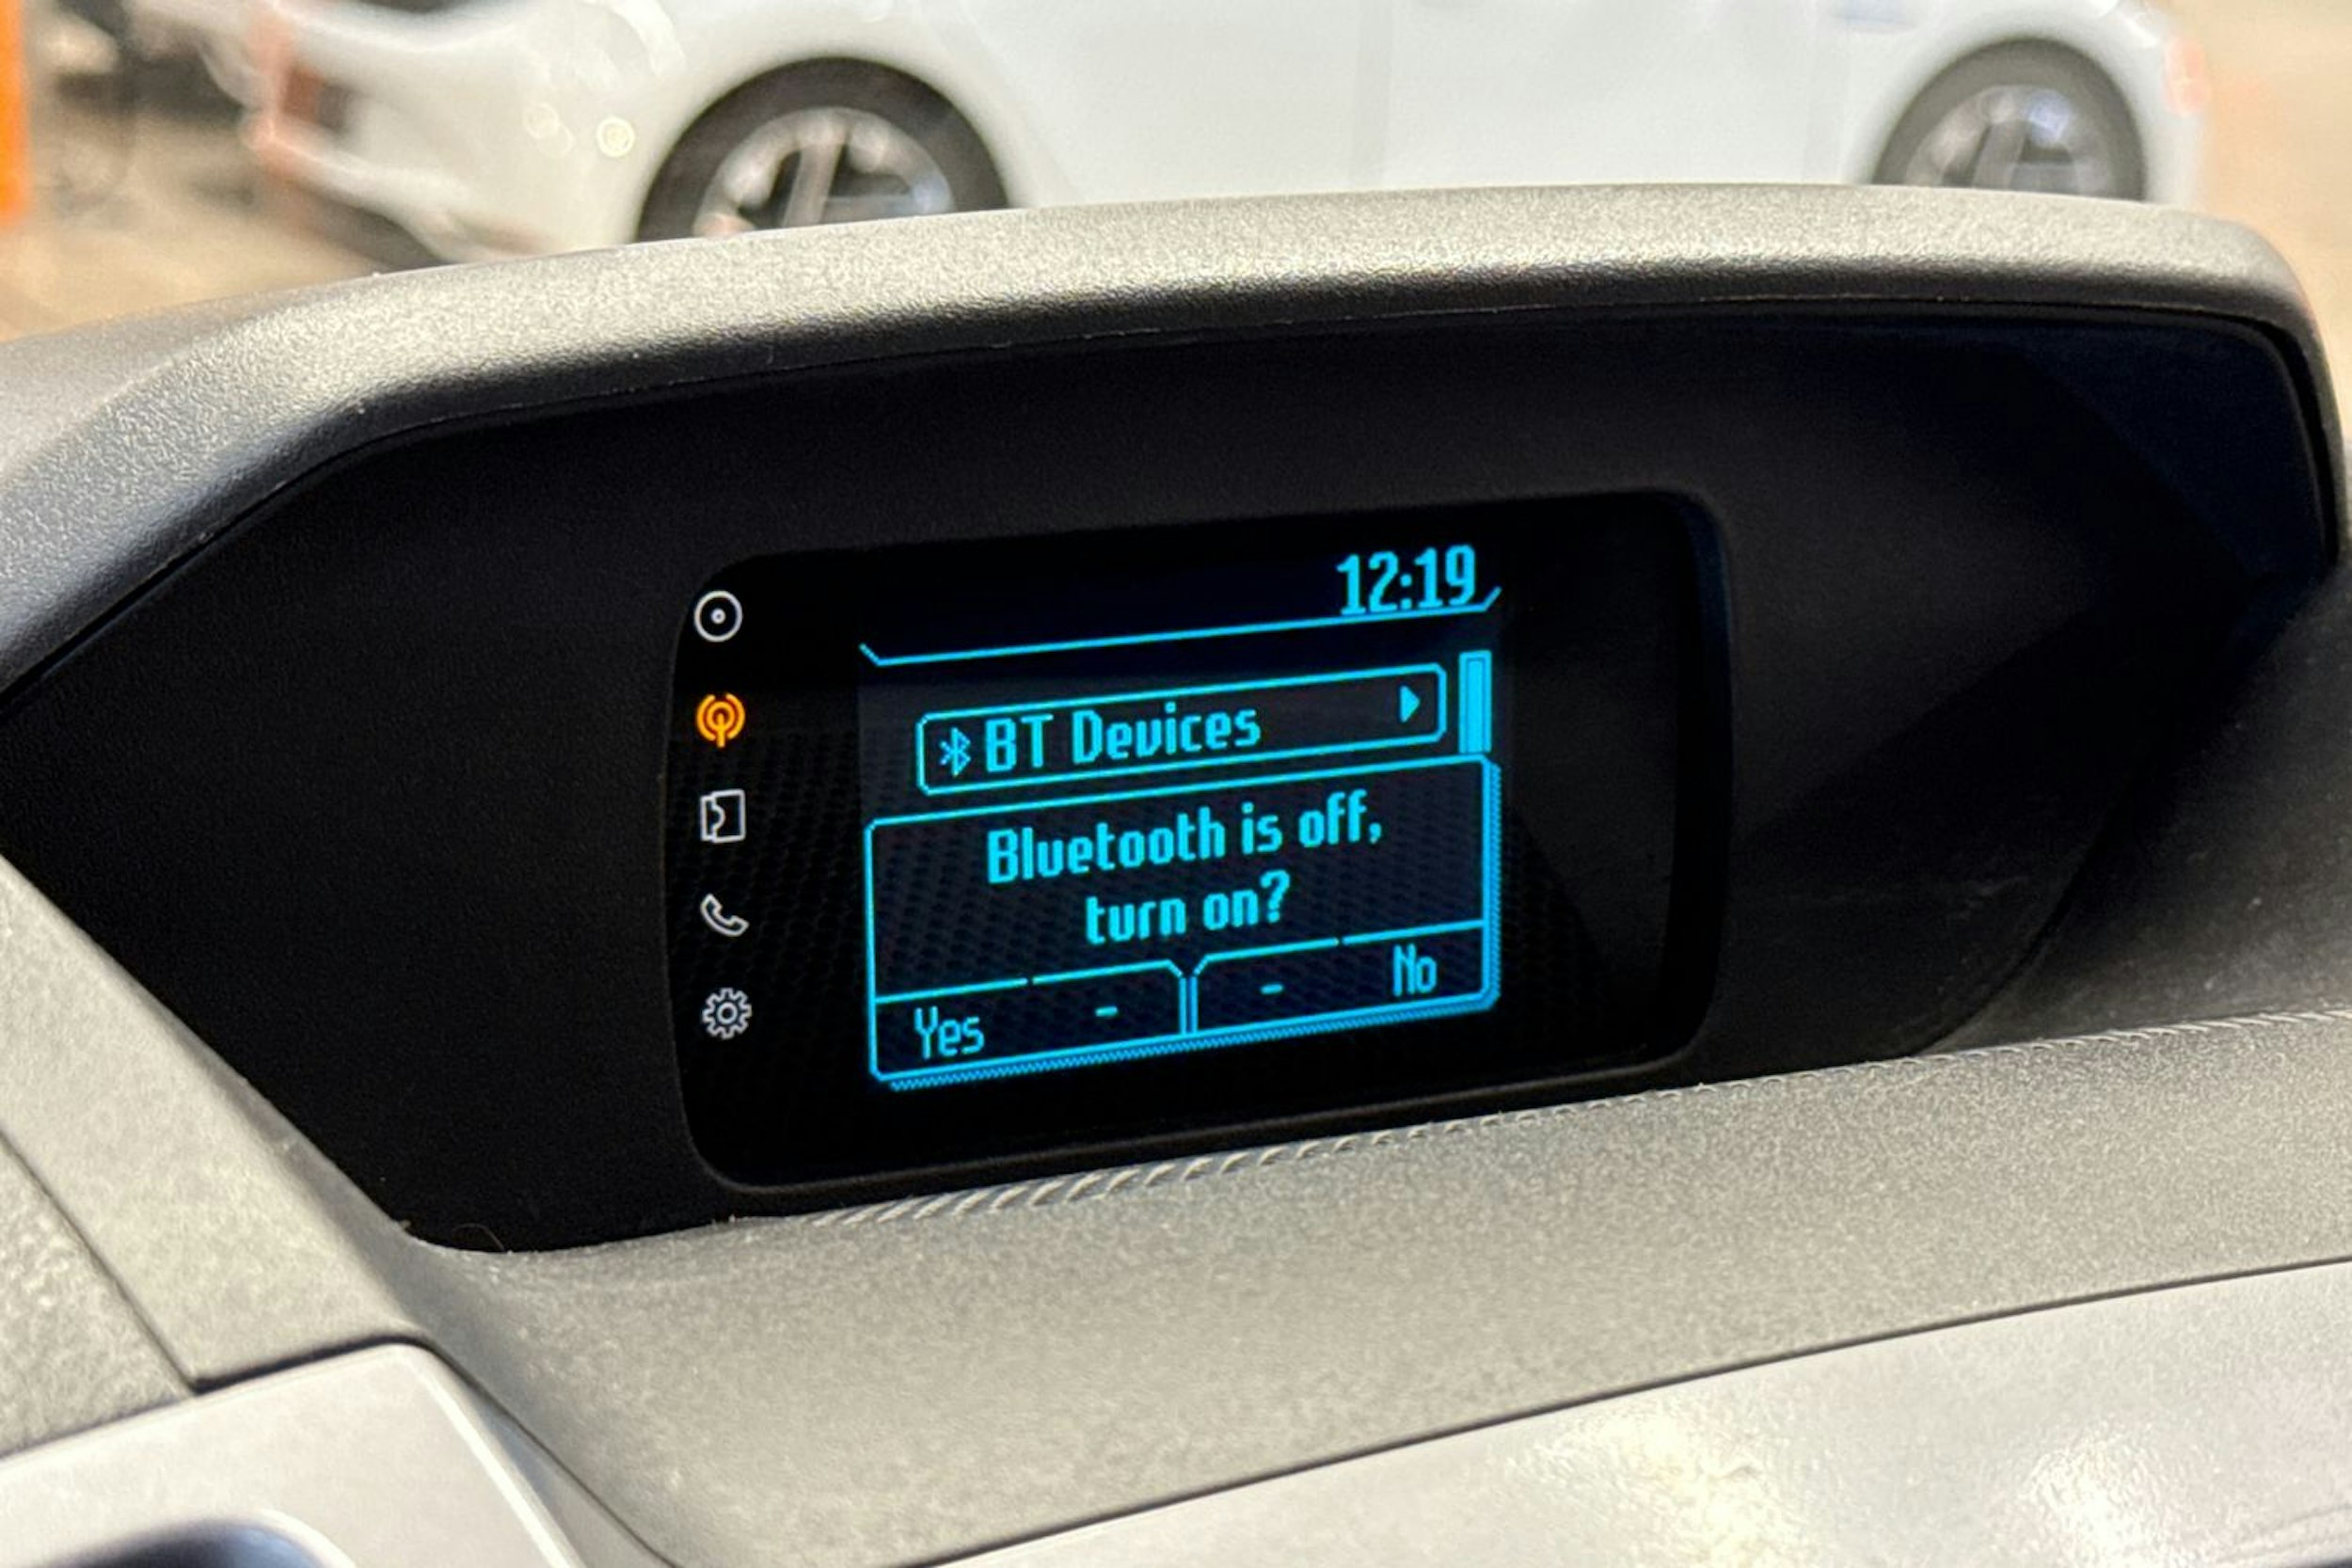 12:19
BT Devices
Bluetooth is off,
turn on?
Yes - - No